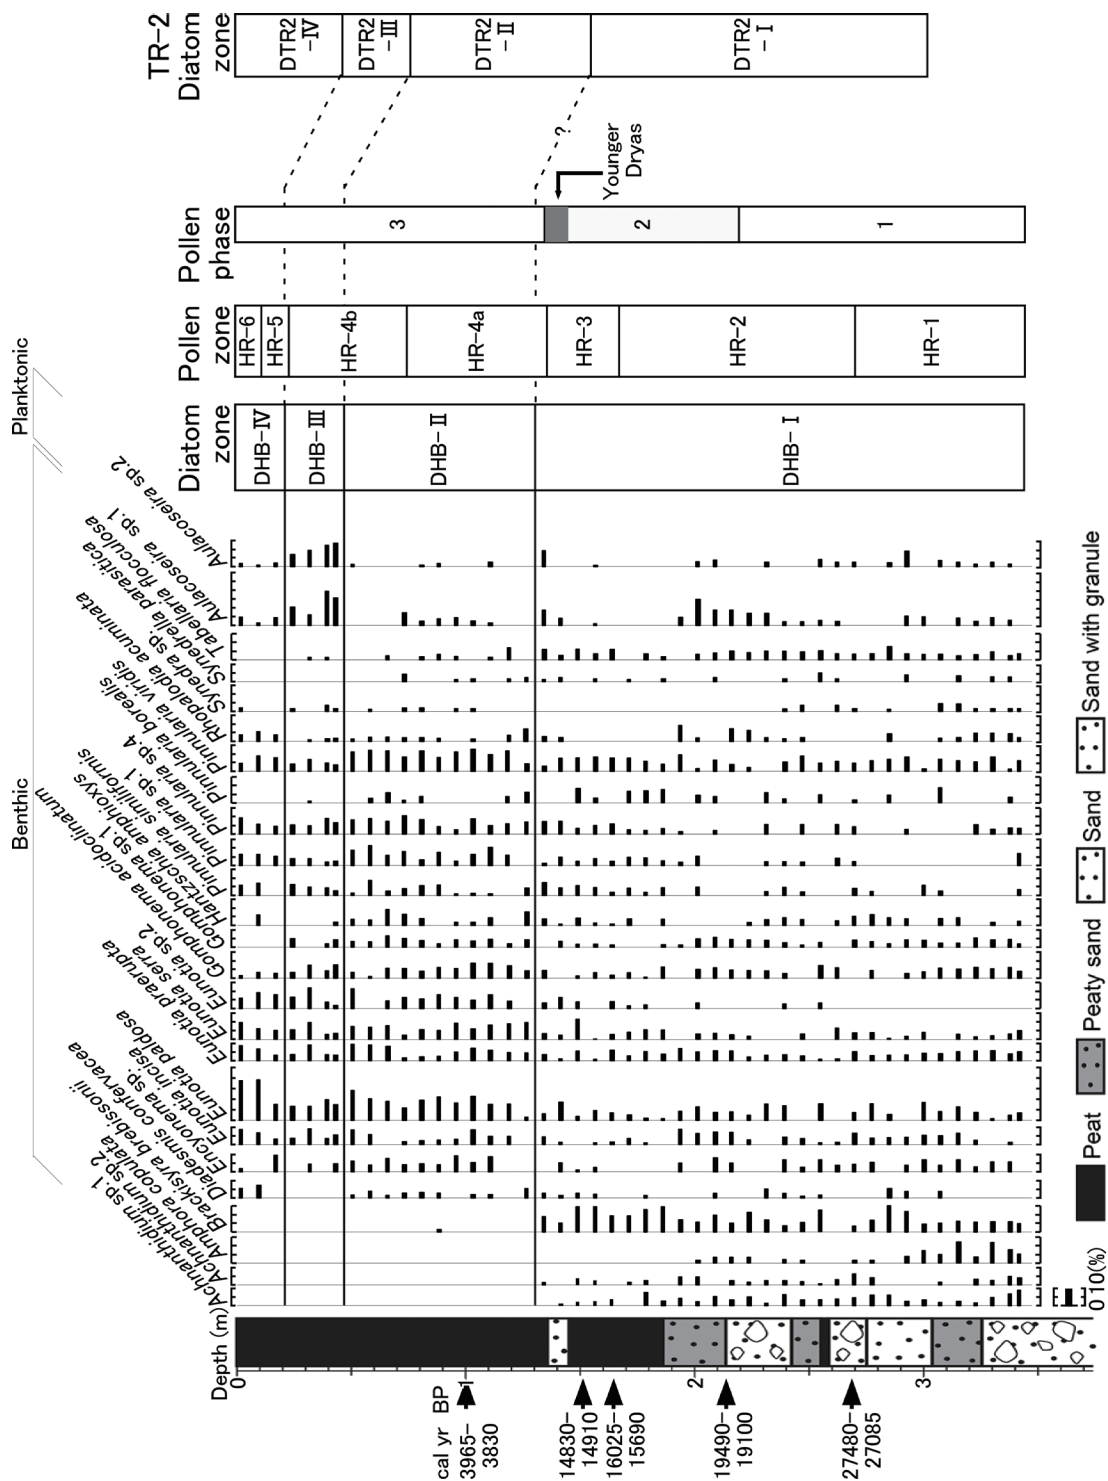 Benthic
Planktonic
Depth (m)
Achnanthidium sp.1
Achnanthidium sp.2
Amphora copulata
Brackisyra brebissonii
Diadesmis confervacea
Encyonema sp.
Eunotia incisa
Eunotia paldosa
Eunotia praerupta
Eunotia serra
Eunotia sp.2
Gomphonema acidoclinatum
Gomphonema sp.1
Hantzschia amphioxys
Pinnularia similiformis
Pinnularia sp.1
Pinnularia sp.4
Pinnularia borealis
Pinnularia viridis
Rhopalodia acuminata
Synedra sp.
Synedrella parasitica
Tabellaria flocculosa
Aulacoseira sp.1
Aulacoseira sp.2
Diatom
zone
Pollen
zone
Pollen
phase
TR-2
Diatom
zone
cal yr BP
3965-
3830
14830-
14910
16025-
15690
19490-
19100
27480-
27085
0
1
2
3
DHB-Ⅳ
DHB-Ⅲ
DHB-Ⅱ
DHB-Ⅰ
HR-6
HR-5
HR-4b
HR-4a
HR-3
HR-2
HR-1
3
2
1
Younger
Dryas
?
DTR2
-Ⅳ
DTR2
-Ⅲ
DTR2
-Ⅱ
DTR2
-Ⅰ
0 10(%)
Peat
Peaty sand
Sand
Sand with granule